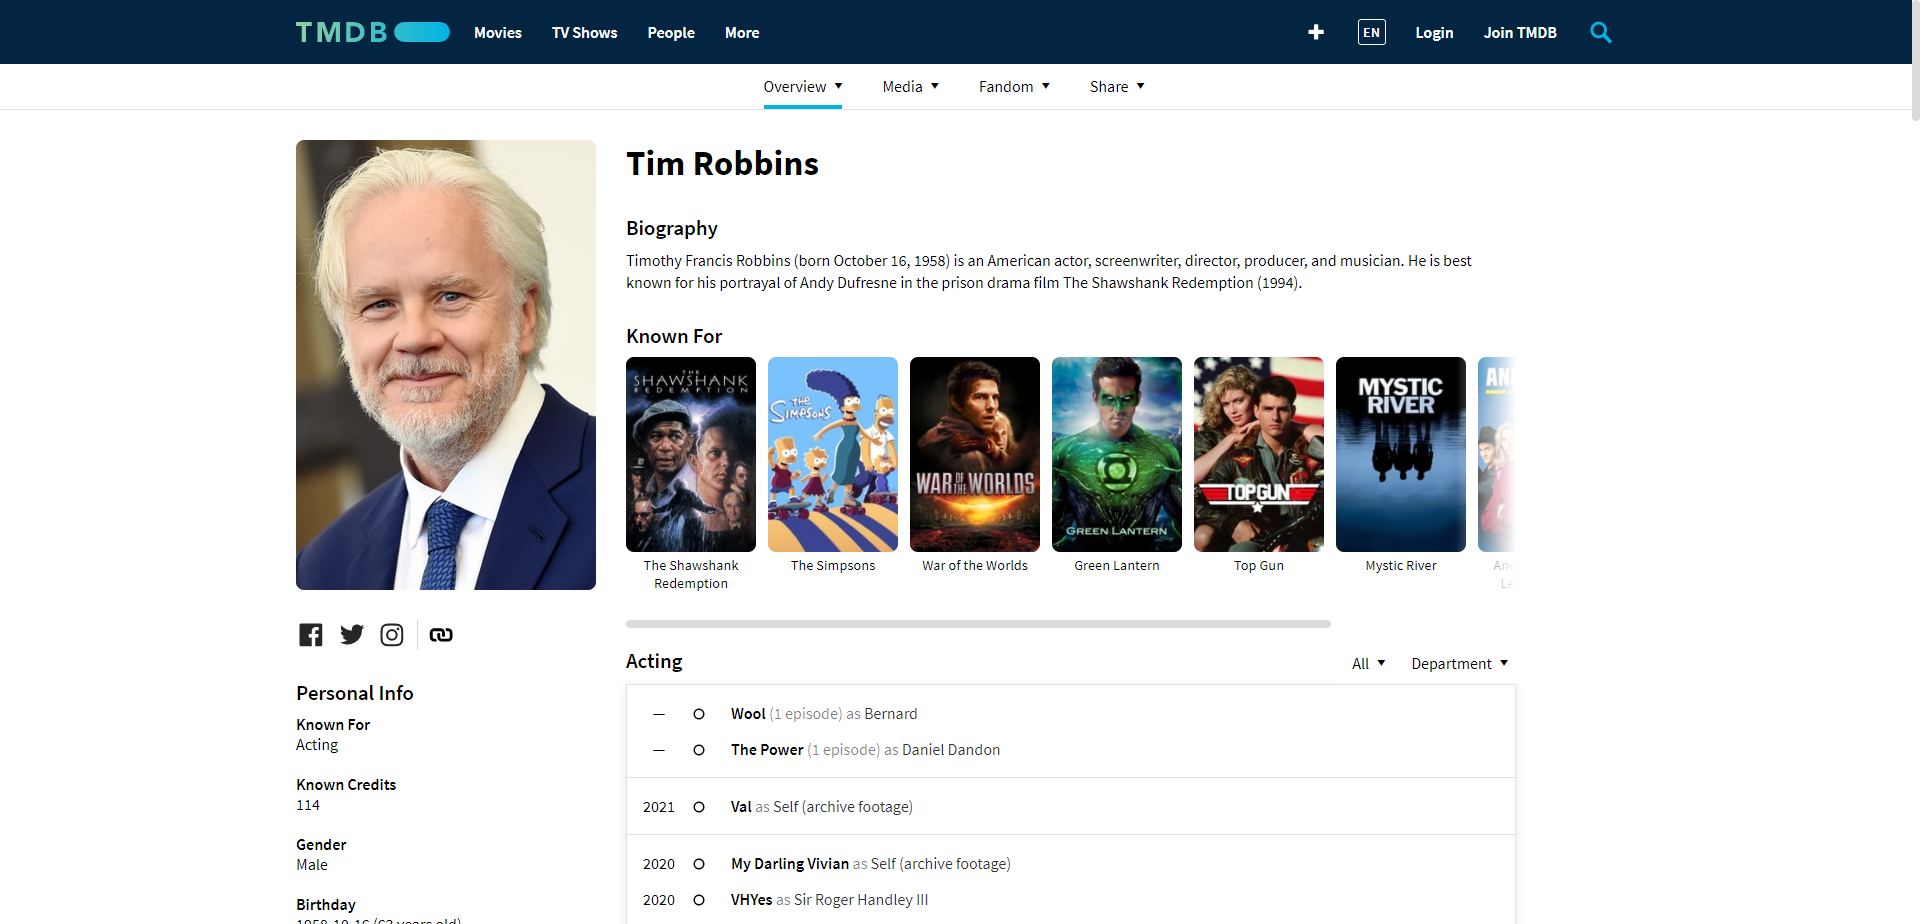 TMDB
Movies
TV Shows
People
More
EN
Login
Join TMDB
Overview
Media
Fandom
Share
Tim Robbins
Biography
Timothy Francis Robbins (born October 16, 1958) is an American actor, screenwriter, director, producer, and musician. He is best
known for his portrayal of Andy Dufresne in the prison drama film The Shawshank Redemption (1994).
Known For
THE
SHAWSHANK
REDEMPTION
THE
SIMPSONS
WAR OF THE WORLDS
GREEN LANTERN
TOP GUN
MYSTIC
RIVER
The Shawshank
Redemption
The Simpsons
War of the Worlds
Green Lantern
Top Gun
Mystic River
Personal Info
Known For
Acting
Known Credits
114
Gender
Male
Birthday
1958-10-16 (63 years old)
Acting
All
Department
— Wool (1 episode) as Bernard
— The Power (1 episode) as Daniel Dandon
2021 Val as Self (archive footage)
2020 My Darling Vivian as Self (archive footage)
2020 VHYes as Sir Roger Handley III